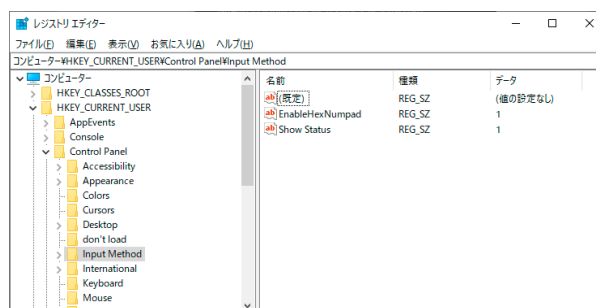 レジストリ エディター
ファイル(F) 編集(E) 表示(V) お気に入り(A) ヘルプ(H)
コンピューター¥HKEY_CURRENT_USER¥Control Panel¥Input Method
コンピューター
HKEY_CLASSES_ROOT
HKEY_CURRENT_USER
AppEvents
Console
Control Panel
Accessibility
Appearance
Colors
Cursors
Desktop
don't load
Input Method
International
Keyboard
Mouse
名前 種類 データ
ab (既定) REG_SZ (値の設定なし)
ab EnableHexNumpad REG_SZ 1
ab Show Status REG_SZ 1